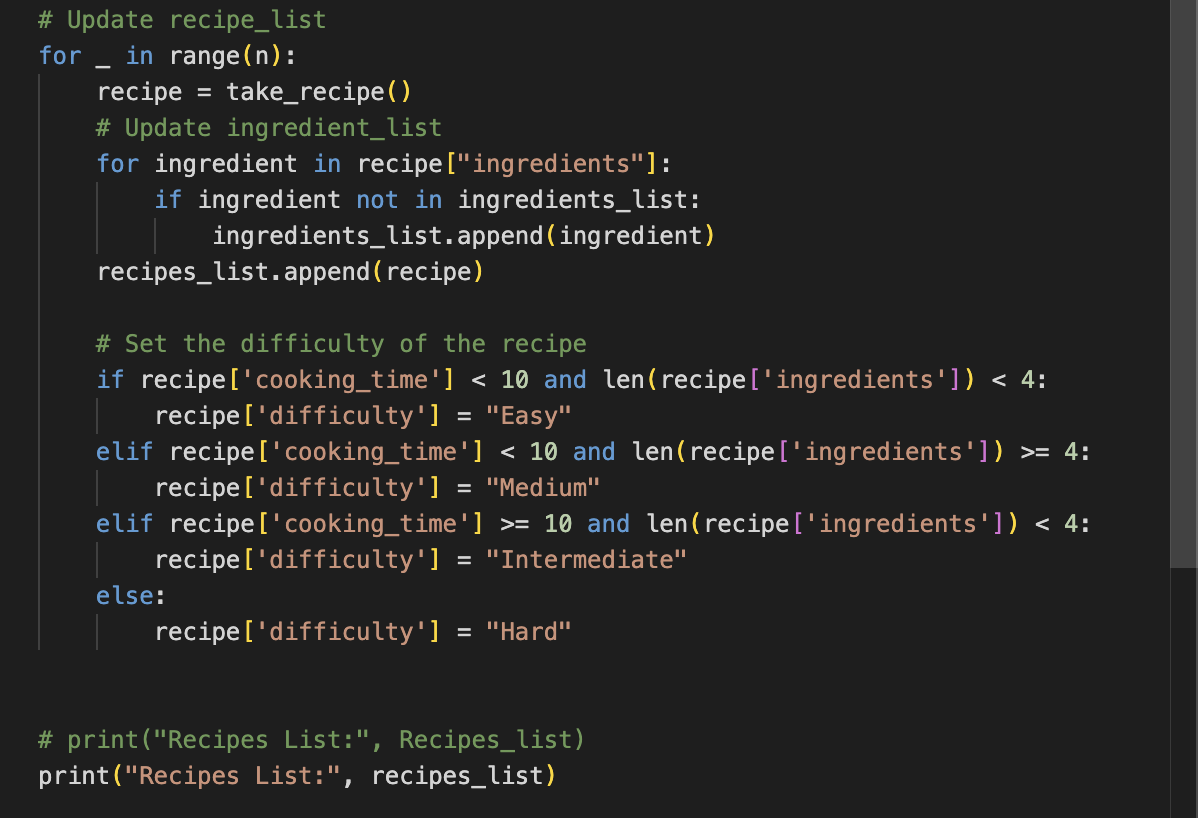 # Update recipe_list
for _ in range(n):
    recipe = take_recipe()
    # Update ingredient_list
    for ingredient in recipe["ingredients"]:
        if ingredient not in ingredients_list:
            ingredients_list.append(ingredient)
    recipes_list.append(recipe)

    # Set the difficulty of the recipe
    if recipe['cooking_time'] < 10 and len(recipe['ingredients']) < 4:
        recipe['difficulty'] = "Easy"
    elif recipe['cooking_time'] < 10 and len(recipe['ingredients']) >= 4:
        recipe['difficulty'] = "Medium"
    elif recipe['cooking_time'] >= 10 and len(recipe['ingredients']) < 4:
        recipe['difficulty'] = "Intermediate"
    else:
        recipe['difficulty'] = "Hard"


# print("Recipes List:", Recipes_list)
print("Recipes List:", recipes_list)